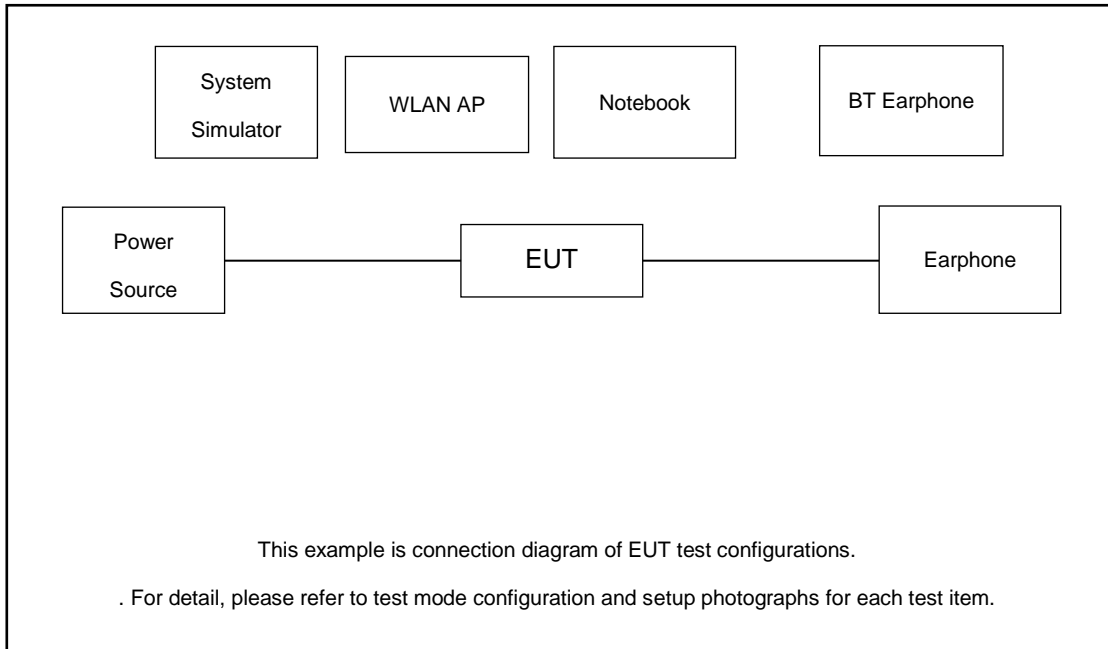 System
Simulator
WLAN AP
Notebook
BT Earphone
Power
Source
EUT
Earphone
This example is connection diagram of EUT test configurations.
. For detail, please refer to test mode configuration and setup photographs for each test item.